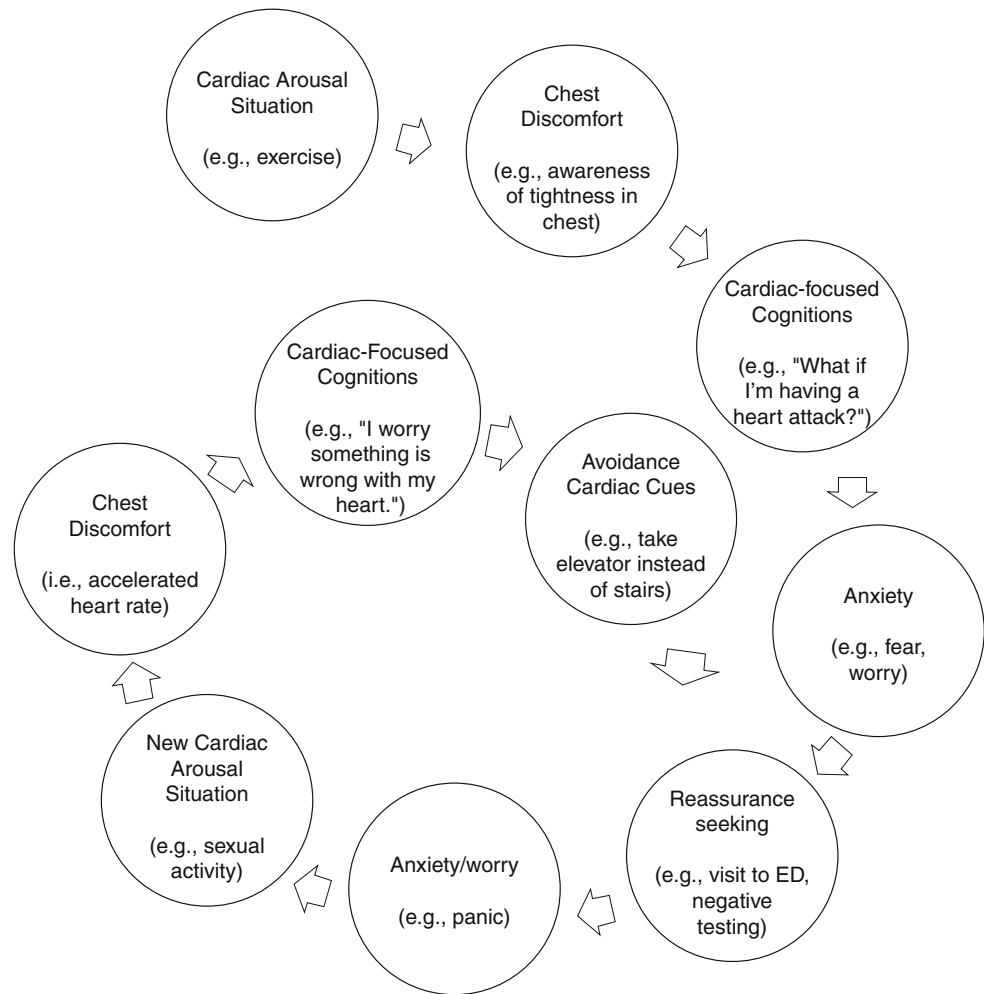 Cardiac Arousal
Situation
(e.g., exercise)
Chest
Discomfort
(e.g., awareness
of tightness in
chest)
Cardiac-focused
Cognitions
(e.g., "What if
I'm having a
heart attack?")
Anxiety
(e.g., fear,
worry)
Reassurance
seeking
(e.g., visit to ED,
negative
testing)
Anxiety/worry
(e.g., panic)
New Cardiac
Arousal
Situation
(e.g., sexual
activity)
Chest
Discomfort
(i.e., accelerated
heart rate)
Cardiac-Focused
Cognitions
(e.g., "I worry
something is
wrong with my
heart.")
Avoidance
Cardiac Cues
(e.g., take
elevator instead
of stairs)